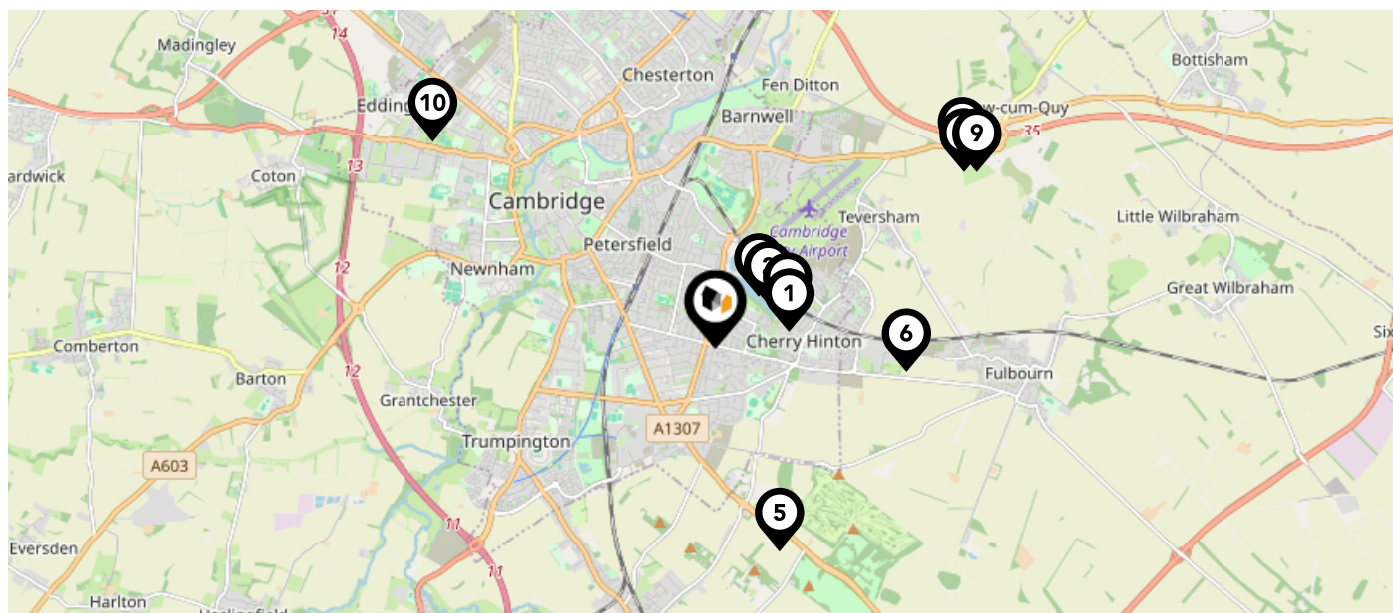 14
Madingley
Chesterton
Bottisham
Fen Ditton
10
w-cum-Quy
Edding
Barnwell
9
35
13
ardwick
Coton
Cambridge
Little Wilbraham
Teversham
Cambridge
y Airport
Petersfield
12
Newnham
Great Wilbraham
1
6
Six
Comberton
Cherry Hinton
12
Barton
Fulbourn
Grantchester
A1307
Trumpington
A603
5
11
Eversden
11
Harlton